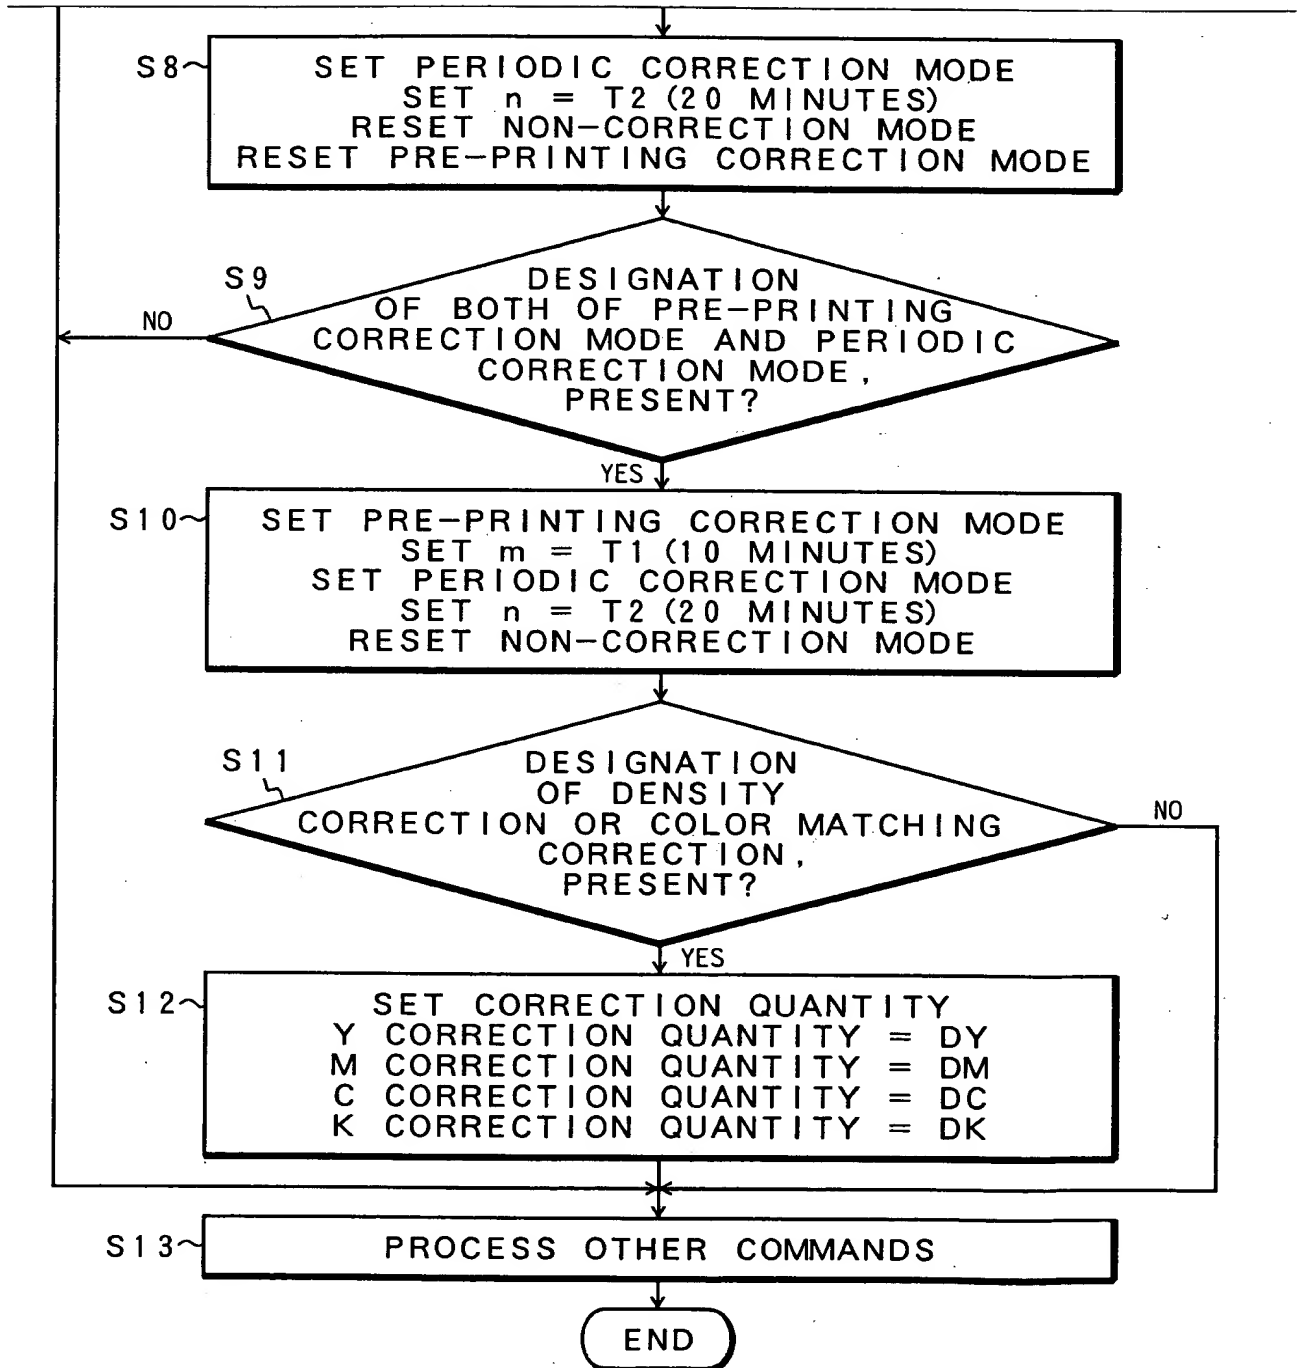 S8
SET PERIODIC CORRECTION MODE
SET n = T2 (20 MINUTES)
RESET NON-CORRECTION MODE
RESET PRE-PRINTING CORRECTION MODE
S9
NO
DESIGNATION
OF BOTH OF PRE-PRINTING
CORRECTION MODE AND PERIODIC
CORRECTION MODE,
PRESENT?
YES
S10
SET PRE-PRINTING CORRECTION MODE
SET m = T1 (10 MINUTES)
SET PERIODIC CORRECTION MODE
SET n = T2 (20 MINUTES)
RESET NON-CORRECTION MODE
S11
DESIGNATION
OF DENSITY
CORRECTION OR COLOR MATCHING
CORRECTION,
PRESENT?
NO
YES
S12
SET CORRECTION QUANTITY
Y CORRECTION QUANTITY = DY
M CORRECTION QUANTITY = DM
C CORRECTION QUANTITY = DC
K CORRECTION QUANTITY = DK
S13
PROCESS OTHER COMMANDS
END